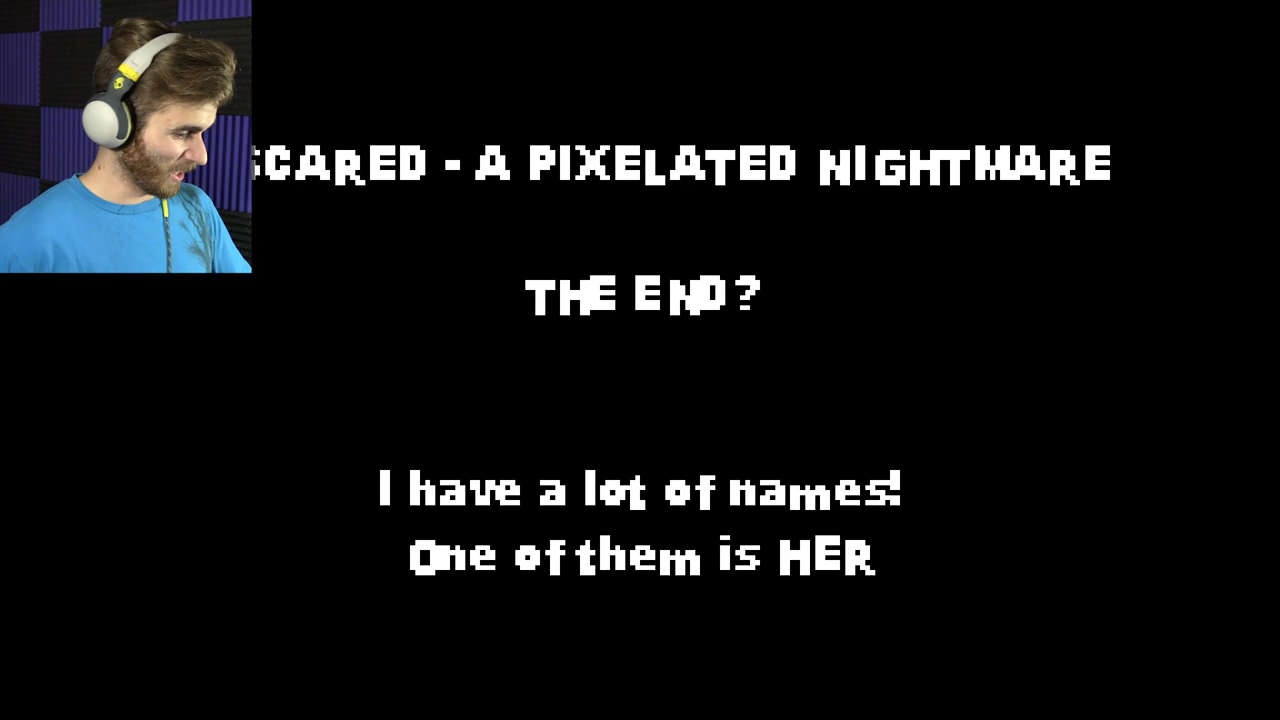 SCARED - A PIXELATED NIGHTMARE
THE END?
I have a lot of names!
One of them is HER